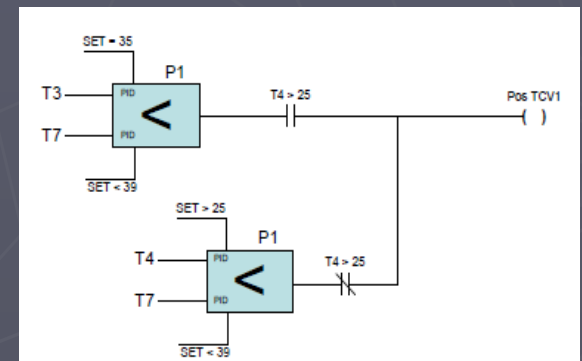 SET = 35
P1
T3
PID
<
T4 > 25
Pos TCV1
( )
T7
PID
SET < 39
SET > 25
P1
T4
PID
<
T4 > 25
T7
PID
SET < 39